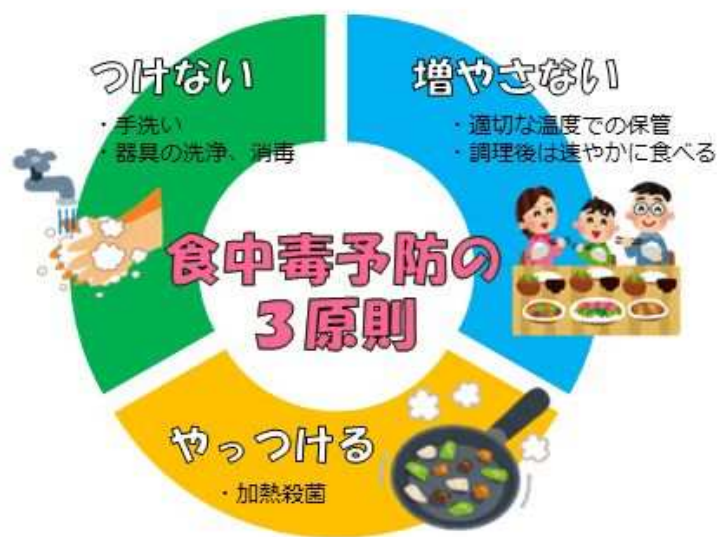 つけない
・手洗い
・器具の洗浄、消毒
増やさない
・適切な温度での保管
・調理後は速やかに食べる
食中毒予防の
3原則
やっつける
・加熱殺菌